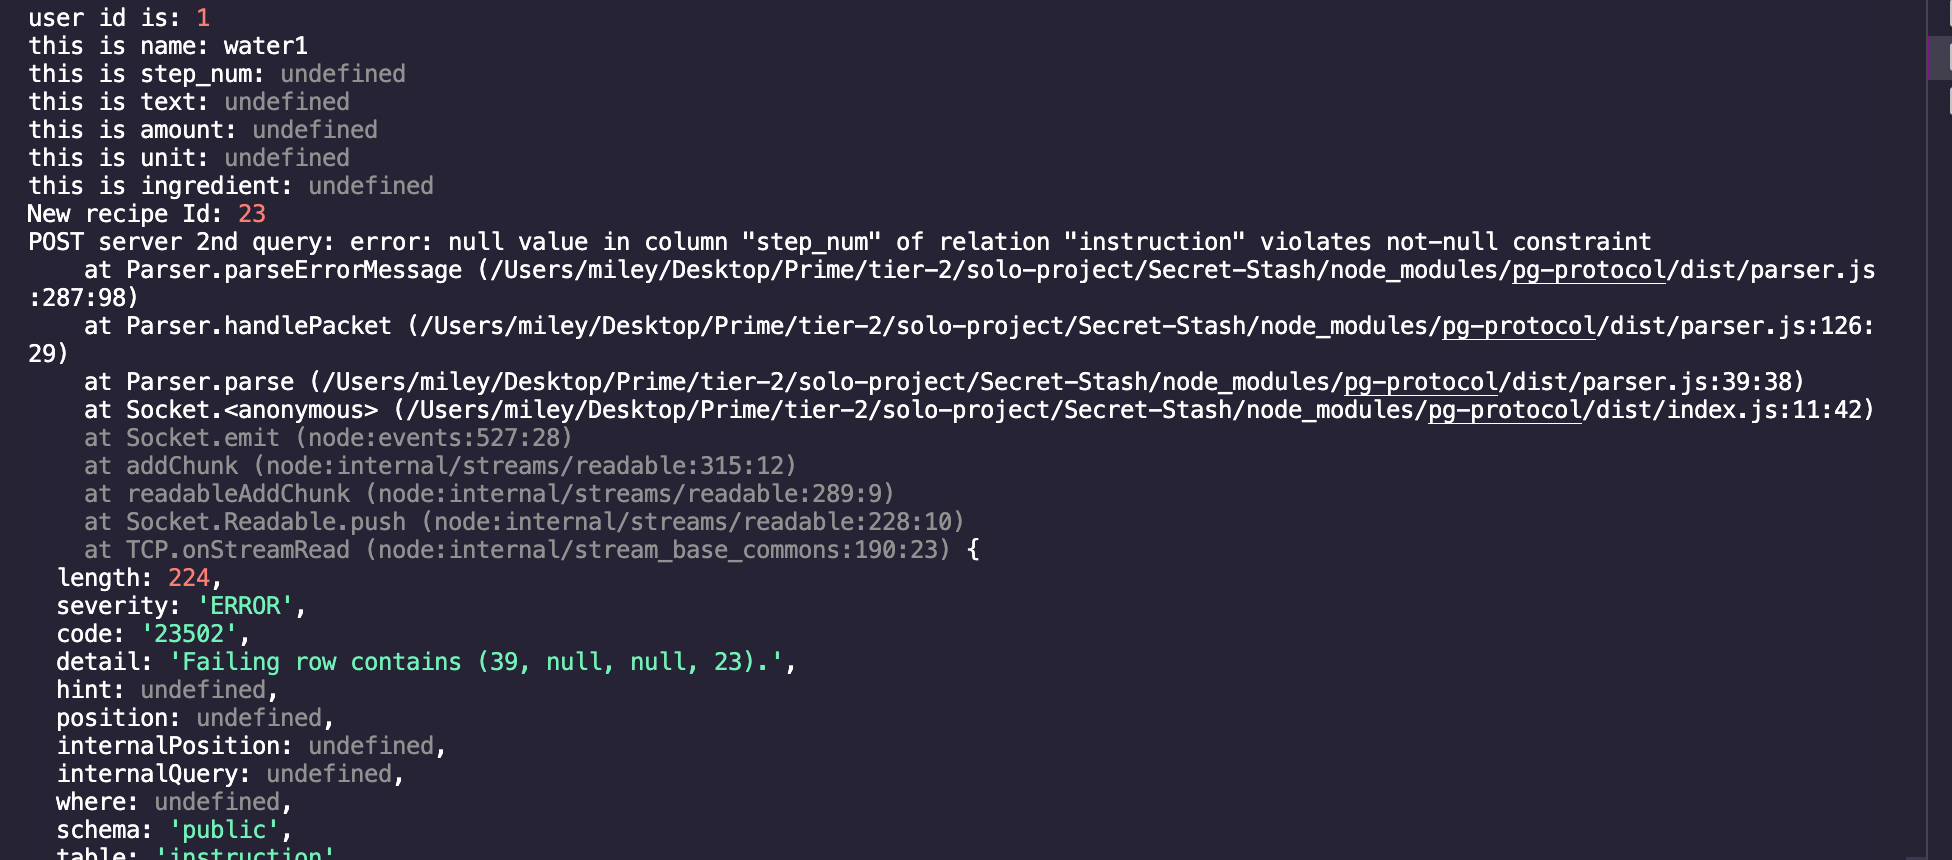 user id is: 1
this is name: water1
this is step_num: undefined
this is text: undefined
this is amount: undefined
this is unit: undefined
this is ingredient: undefined
New recipe Id: 23
POST server 2nd query: error: null value in column "step_num" of relation "instruction" violates not-null constraint
    at Parser.parseErrorMessage (/Users/miley/Desktop/Prime/tier-2/solo-project/Secret-Stash/node_modules/pg-protocol/dist/parser.js
:287:98)
    at Parser.handlePacket (/Users/miley/Desktop/Prime/tier-2/solo-project/Secret-Stash/node_modules/pg-protocol/dist/parser.js:126:
29)
    at Parser.parse (/Users/miley/Desktop/Prime/tier-2/solo-project/Secret-Stash/node_modules/pg-protocol/dist/parser.js:39:38)
    at Socket.<anonymous> (/Users/miley/Desktop/Prime/tier-2/solo-project/Secret-Stash/node_modules/pg-protocol/dist/index.js:11:42)
    at Socket.emit (node:events:527:28)
    at addChunk (node:internal/streams/readable:315:12)
    at readableAddChunk (node:internal/streams/readable:289:9)
    at Socket.Readable.push (node:internal/streams/readable:228:10)
    at TCP.onStreamRead (node:internal/stream_base_commons:190:23) {
  length: 224,
  severity: 'ERROR',
  code: '23502',
  detail: 'Failing row contains (39, null, null, 23).',
  hint: undefined,
  position: undefined,
  internalPosition: undefined,
  internalQuery: undefined,
  where: undefined,
  schema: 'public',
  table: 'instruction'